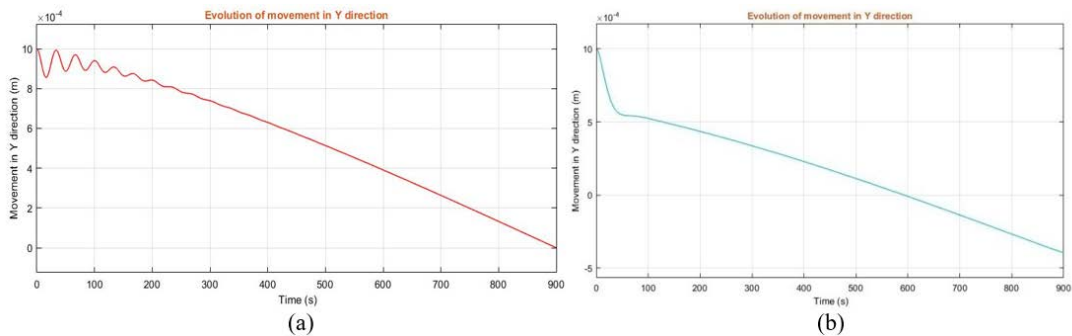 Evolution of movement in Y direction
×10⁻⁴
10
8
6
4
2
0
Movement in Y direction (m)
0 100 200 300 400 500 600 700 800 900
Time (s)
(a)
Evolution of movement in Y direction
×10⁻⁴
10
5
0
-5
Movement in Y direction (m)
0 100 200 300 400 500 600 700 800 900
Time (s)
(b)